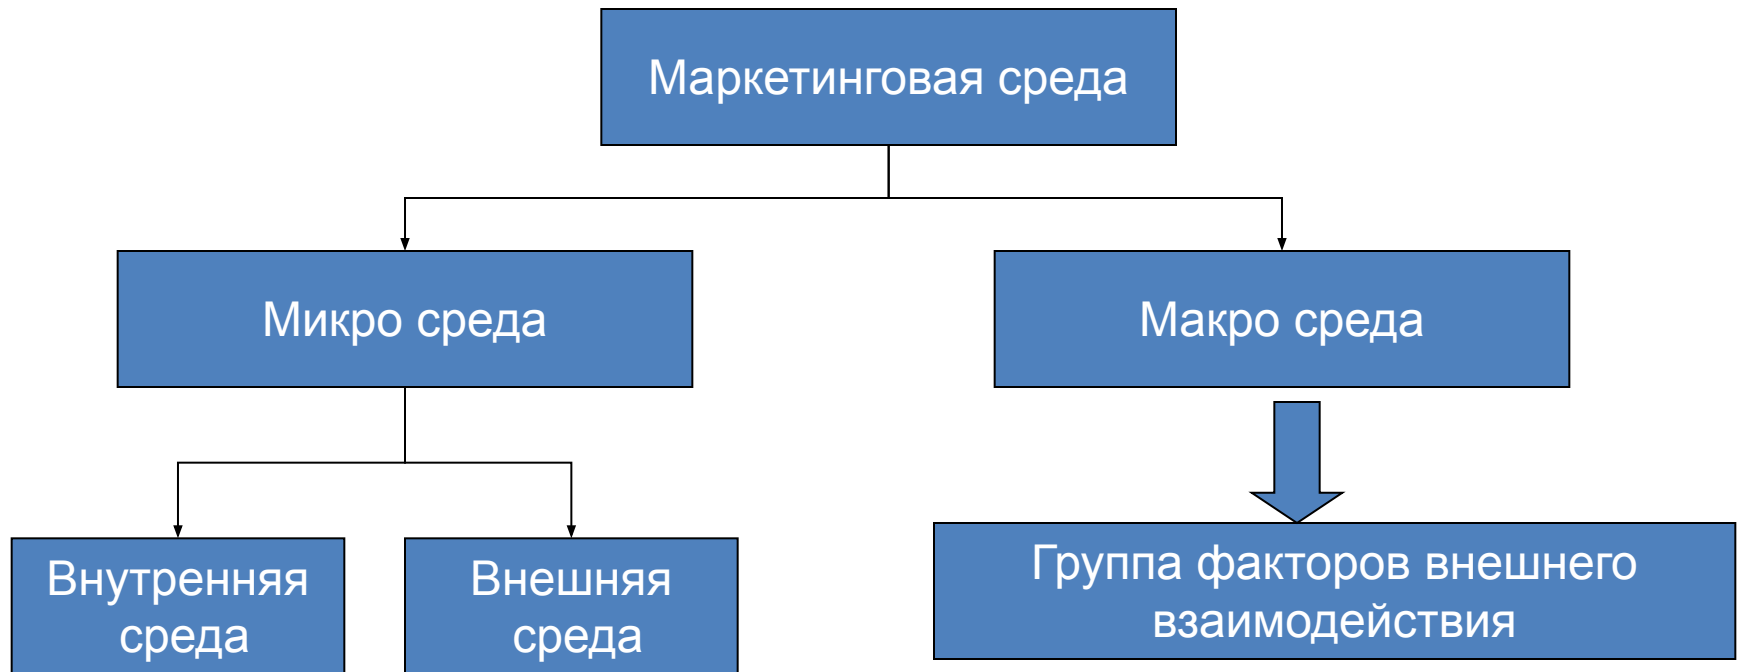 Маркетинговая среда
Микро среда
Макро среда
Внутренняя
среда
Внешняя
среда
Группа факторов внешнего
взаимодействия